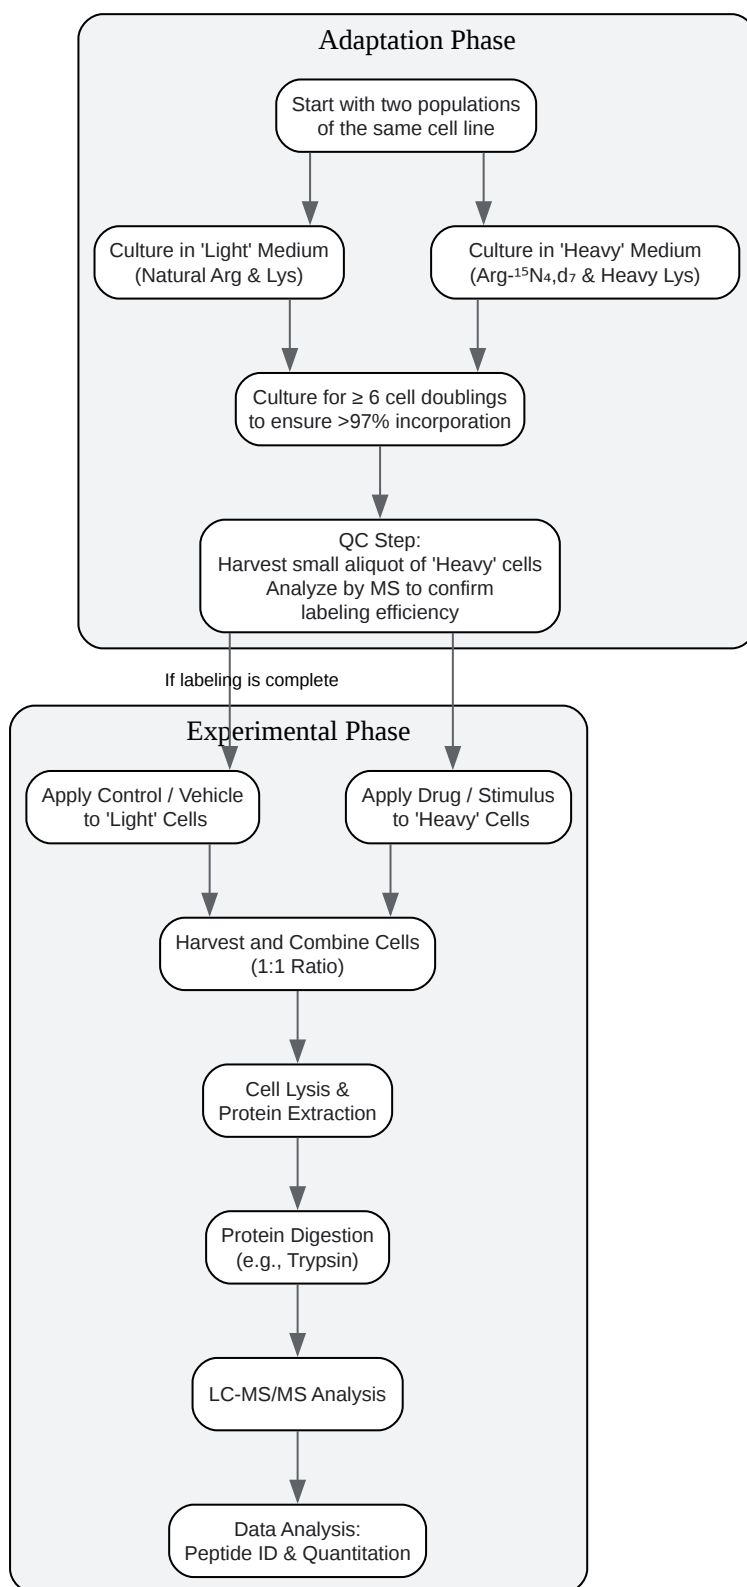 Adaptation Phase
Start with two populations
of the same cell line
Culture in 'Light' Medium
(Natural Arg & Lys)
Culture in 'Heavy' Medium
(Arg-¹⁵N₄,d₇ & Heavy Lys)
Culture for ≥ 6 cell doublings
to ensure >97% incorporation
QC Step:
Harvest small aliquot of 'Heavy' cells
Analyze by MS to confirm
labeling efficiency
If labeling is complete
Experimental Phase
Apply Control / Vehicle
to 'Light' Cells
Apply Drug / Stimulus
to 'Heavy' Cells
Harvest and Combine Cells
(1:1 Ratio)
Cell Lysis &
Protein Extraction
Protein Digestion
(e.g., Trypsin)
LC-MS/MS Analysis
Data Analysis:
Peptide ID & Quantitation